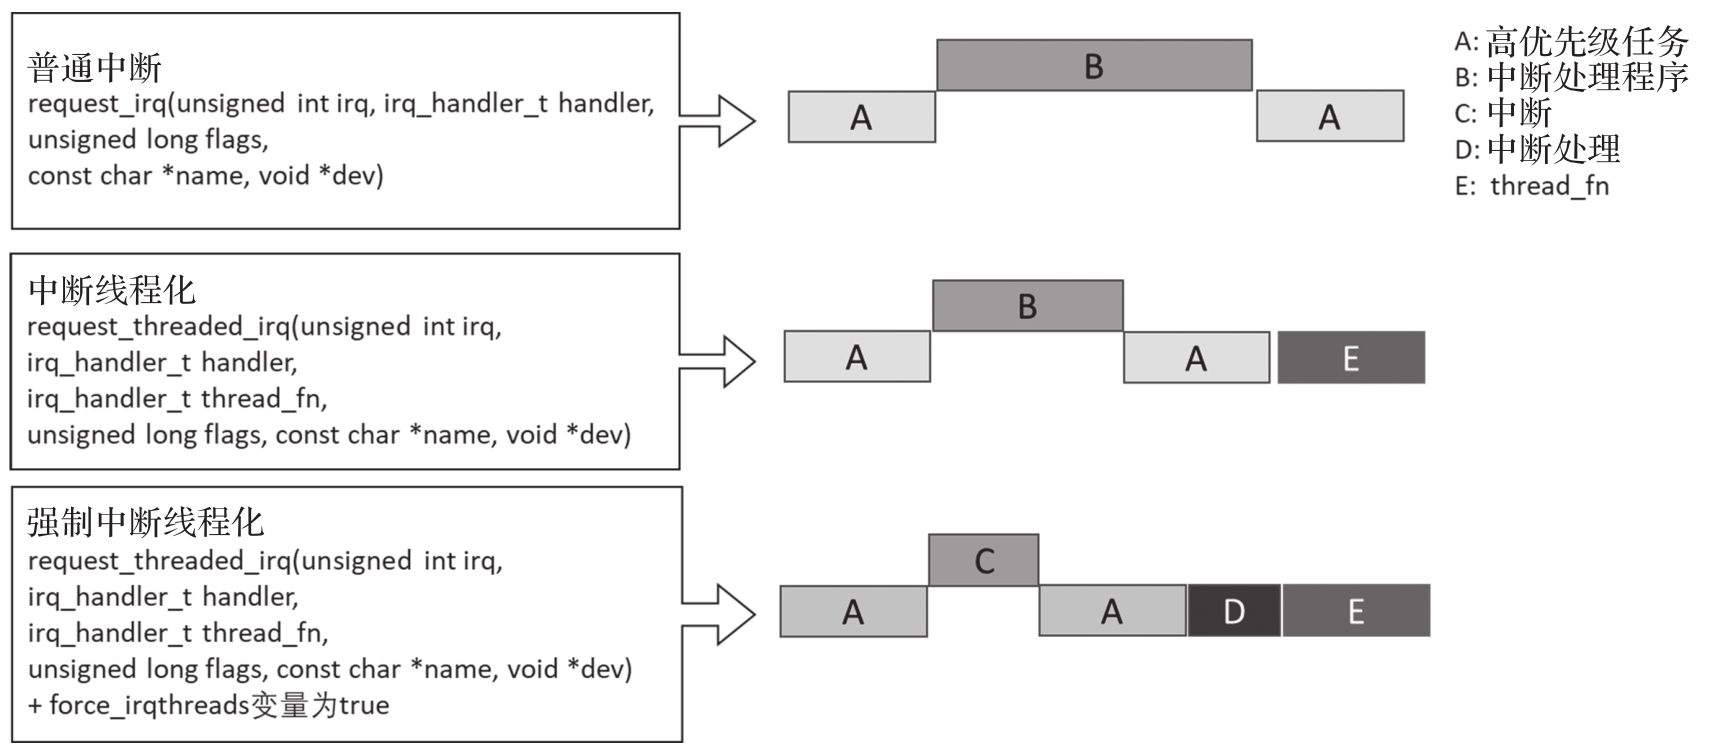 普通中断
request_irq(unsigned int irq, irq_handler_t handler,
unsigned long flags,
const char *name, void *dev)
B
A
A
A: 高优先级任务
B: 中断处理程序
C: 中断
D: 中断处理
E: thread_fn
中断线程化
request_threaded_irq(unsigned int irq,
irq_handler_t handler,
irq_handler_t thread_fn,
unsigned long flags, const char *name, void *dev)
B
A
A
E
强制中断线程化
request_threaded_irq(unsigned int irq,
irq_handler_t handler,
irq_handler_t thread_fn,
unsigned long flags, const char *name, void *dev)
+ force_irqthreads变量为true
C
A
A
D
E